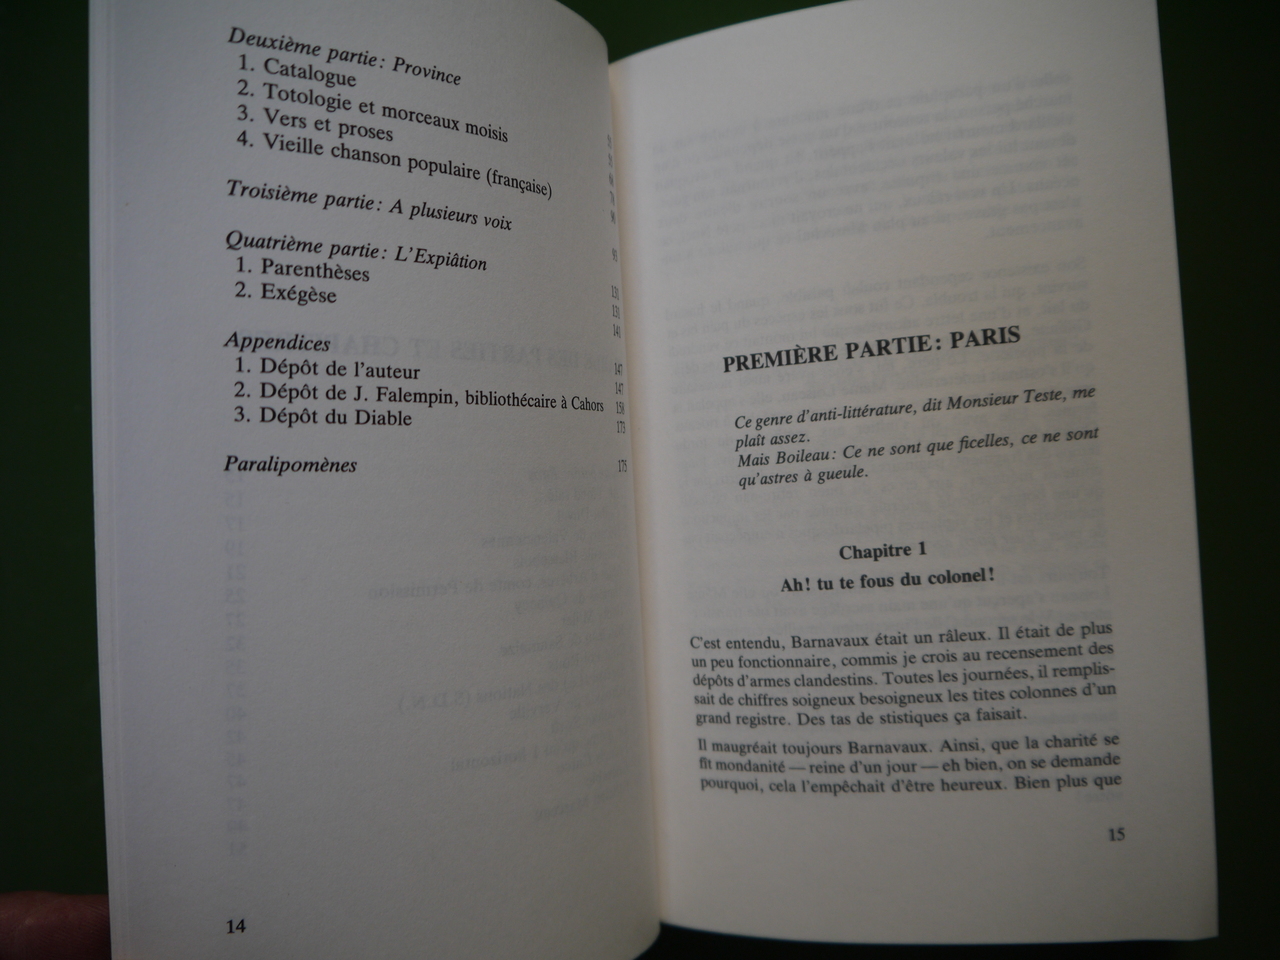 Deuxième partie : Province
1. Catalogue
2. Totologie et morceaux moisis
3. Vers et proses
4. Vieille chanson populaire (française)
Troisième partie : A plusieurs voix
Quatrième partie : L'Expiâtion
1. Parenthèses 131
2. Exégèse 141
Appendices 147
1. Dépôt de l'auteur 147
2. Dépôt de J. Falempin, bibliothécaire à Cahors 158
3. Dépôt du Diable 173
Paralipomènes 175
14
PREMIÈRE PARTIE : PARIS
Ce genre d'anti-littérature, dit Monsieur Teste, me
plaît assez.
Mais Boileau : Ce ne sont que ficelles, ce ne sont
qu'astres à gueule.
Chapitre 1
Ah! tu te fous du colonel!
C'est entendu, Barnavaux était un râleux. Il était de plus
un peu fonctionnaire, commis je crois au recensement des
dépôts d'armes clandestins. Toutes les journées, il remplis-
sait de chiffres soigneux besoigneux les tites colonnes d'un
grand registre. Des tas de stistiques ça faisait.
Il maugréait toujours Barnavaux. Ainsi, que la charité se
fît mondanité — reine d'un jour — eh bien, on se demande
pourquoi, cela l'empêchait d'être heureux. Bien plus que
15